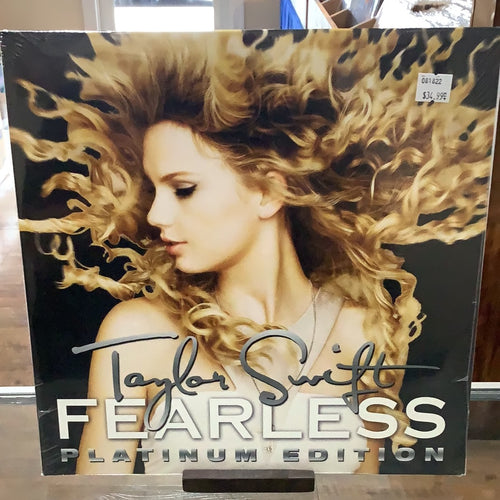 081822
$34.99
Taylor Swift
FEARLESS
PLATINUM EDITION